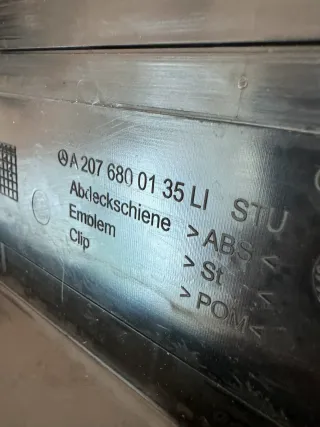 A 207 680 01 35 LI STU
Abdeckschiene >ABS<
Emblem >St<
Clip >POM<